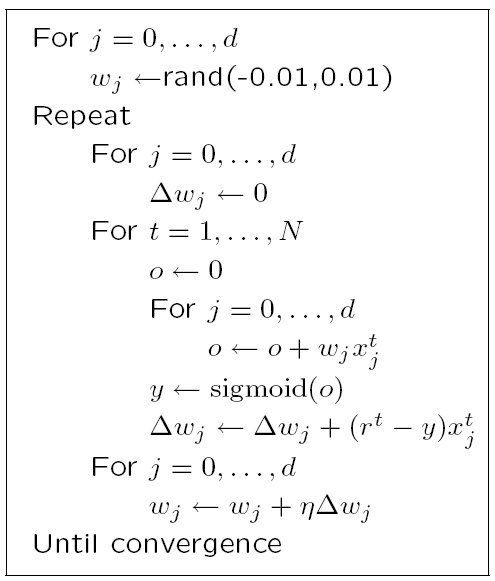 For j = 0, . . . , d
w_j ←rand(-0.01,0.01)
Repeat
For j = 0, . . . , d
Δw_j ← 0
For t = 1, . . . , N
o ← 0
For j = 0, . . . , d
o ← o + w_j x_j^t
y ← sigmoid(o)
Δw_j ← Δw_j + (r^t − y)x_j^t
For j = 0, . . . , d
w_j ← w_j + ηΔw_j
Until convergence